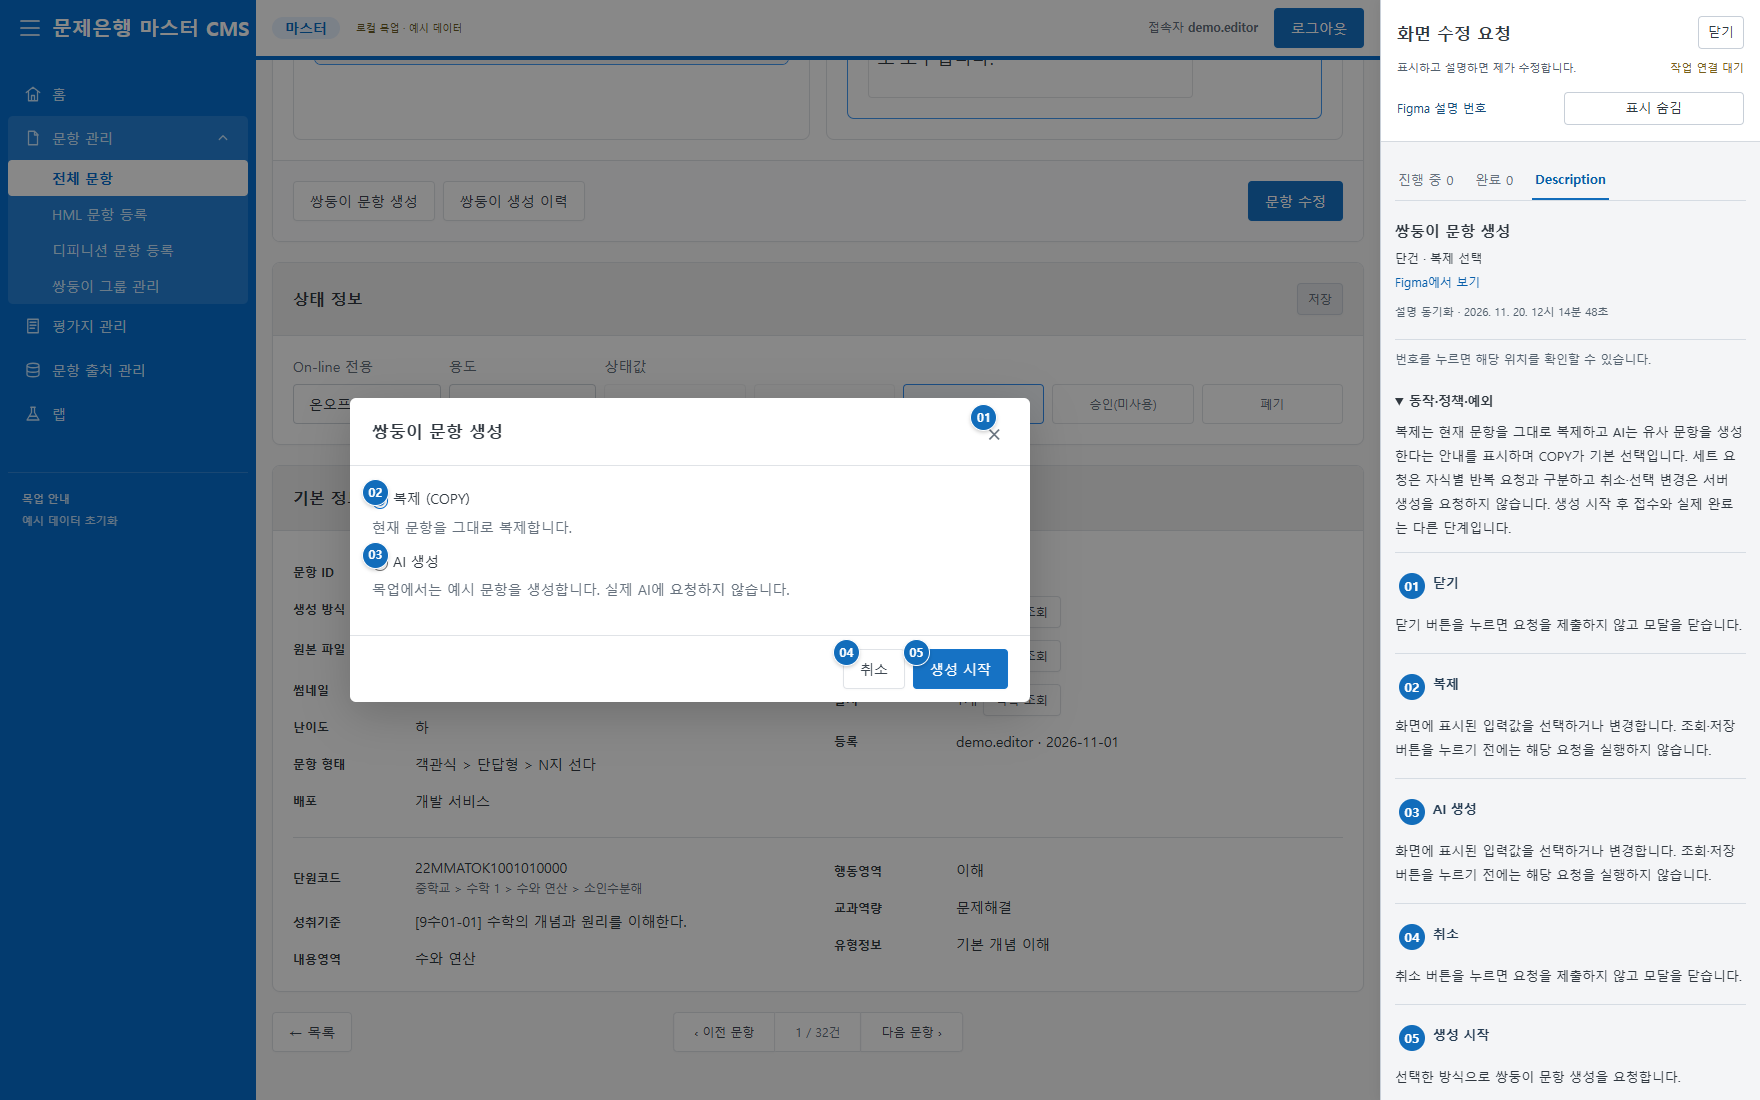 문제은행 마스터 CMS
홈
문항 관리
전체 문항
HML 문항 등록
디피니션 문항 등록
쌍둥이 그룹 관리
평가지 관리
문항 출처 관리
랩
목업 안내
예시 데이터 초기화
마스터
로컬 목업 · 예시 데이터
접속자 demo.editor
로그아웃
쌍둥이 문항 생성
쌍둥이 생성 이력
문항 수정
상태 정보
저장
On-line 전용
용도
상태값
온오프
승인(미사용)
폐기
쌍둥이 문항 생성
01
02
복제 (COPY)
현재 문항을 그대로 복제합니다.
03
AI 생성
목업에서는 예시 문항을 생성합니다. 실제 AI에 요청하지 않습니다.
04
취소
05
생성 시작
기본 정
문항 ID
생성 방식
조회
원본 파일
조회
썸네일
조회
난이도
하
등록
demo.editor · 2026-11-01
문항 형태
객관식 > 단답형 > N지 선다
배포
개발 서비스
단원코드
22MMATOK1001010000
중학교 > 수학 1 > 수와 연산 > 소인수분해
행동영역
이해
성취기준
[9수01-01] 수학의 개념과 원리를 이해한다.
교과역량
문제해결
내용영역
수와 연산
유형정보
기본 개념 이해
← 목록
‹ 이전 문항
1 / 32건
다음 문항 ›
화면 수정 요청
닫기
표시하고 설명하면 제가 수정합니다.
작업 연결 대기
Figma 설명 번호
표시 숨김
진행 중 0
완료 0
Description
쌍둥이 문항 생성
단건 · 복제 선택
Figma에서 보기
설명 동기화 · 2026. 11. 20. 12시 14분 48초
번호를 누르면 해당 위치를 확인할 수 있습니다.
▼ 동작·정책·예외
복제는 현재 문항을 그대로 복제하고 AI는 유사 문항을 생성
한다는 안내를 표시하며 COPY가 기본 선택입니다. 세트 요
청은 자식별 반복 요청과 구분하고 취소·선택 변경은 서버
생성을 요청하지 않습니다. 생성 시작 후 접수와 실제 완료
는 다른 단계입니다.
01 닫기
닫기 버튼을 누르면 요청을 제출하지 않고 모달을 닫습니다.
02 복제
화면에 표시된 입력값을 선택하거나 변경합니다. 조회·저장
버튼을 누르기 전에는 해당 요청을 실행하지 않습니다.
03 AI 생성
화면에 표시된 입력값을 선택하거나 변경합니다. 조회·저장
버튼을 누르기 전에는 해당 요청을 실행하지 않습니다.
04 취소
취소 버튼을 누르면 요청을 제출하지 않고 모달을 닫습니다.
05 생성 시작
선택한 방식으로 쌍둥이 문항 생성을 요청합니다.